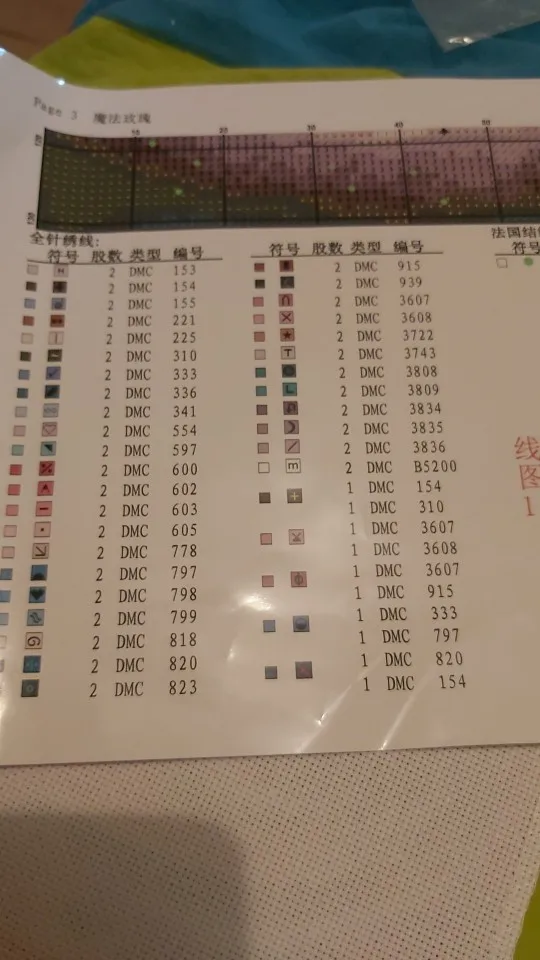 Page 3 魔法玫瑰
10 20 30 40 50
全针绣线:
符号 股数 类型 编号
2 DMC 153
2 DMC 154
2 DMC 155
2 DMC 221
2 DMC 225
2 DMC 310
2 DMC 333
2 DMC 336
2 DMC 341
2 DMC 554
2 DMC 597
2 DMC 600
2 DMC 602
2 DMC 603
2 DMC 605
2 DMC 778
2 DMC 797
2 DMC 798
2 DMC 799
2 DMC 818
2 DMC 820
2 DMC 823
符号 股数 类型 编号
2 DMC 915
2 DMC 939
2 DMC 3607
2 DMC 3608
2 DMC 3722
T 2 DMC 3743
2 DMC 3808
L 2 DMC 3809
2 DMC 3834
2 DMC 3835
2 DMC 3836
m 2 DMC B5200
1 DMC 154
1 DMC 310
1 DMC 3607
1 DMC 3608
1 DMC 3607
1 DMC 915
1 DMC 333
1 DMC 797
1 DMC 820
1 DMC 154
法国结
符号
线
图
1